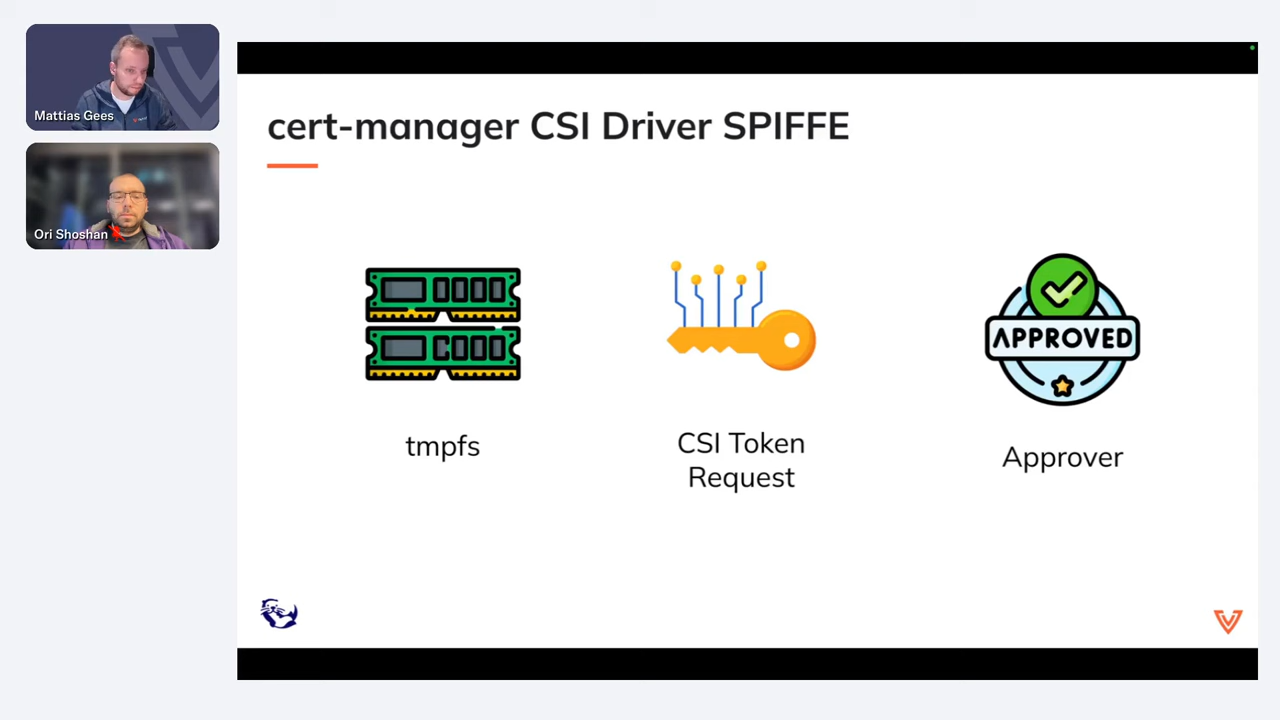 Mattias Gees
Ori Shoshan
cert-manager CSI Driver SPIFFE
tmpfs
CSI Token
Request
APPROVED
Approver